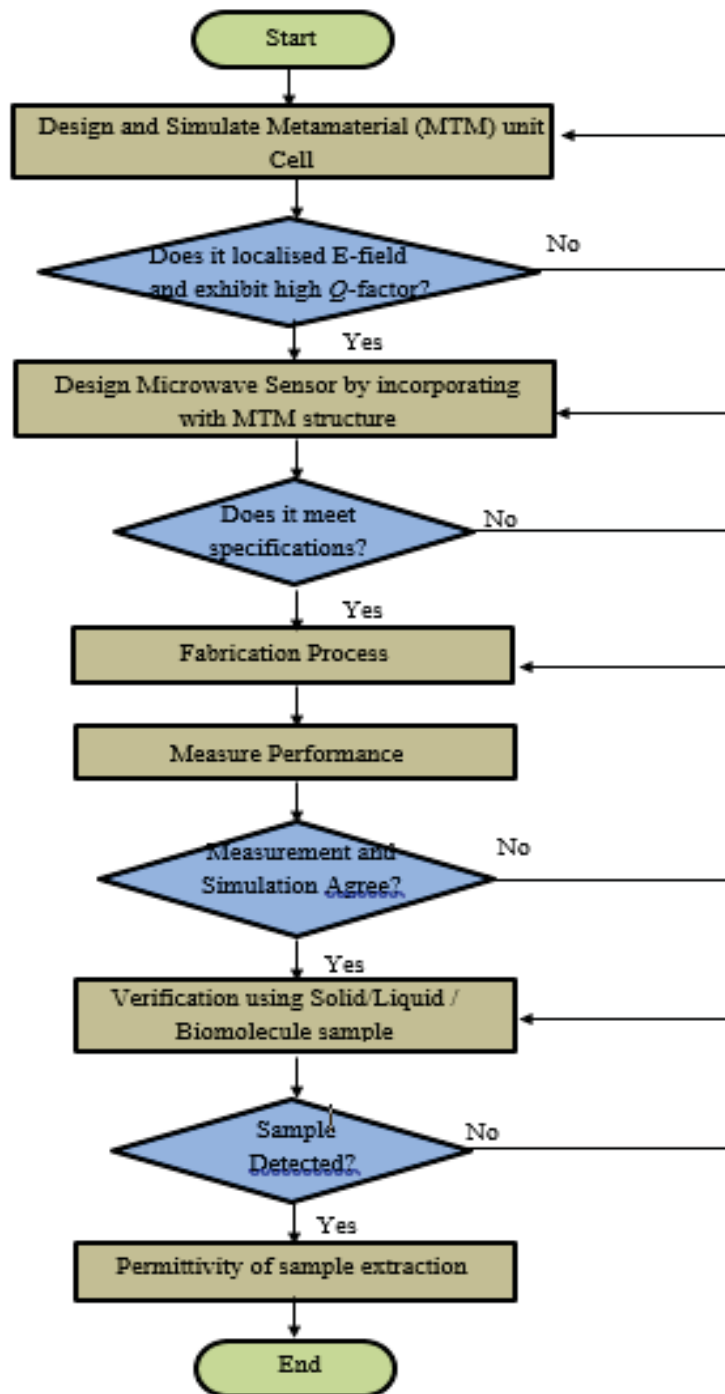 Start
Design and Simulate Metamaterial (MTM) unit
Cell
Does it localised E-field
and exhibit high Q-factor?
No
Yes
Design Microwave Sensor by incorporating
with MTM structure
Does it meet
specifications?
No
Yes
Fabrication Process
Measure Performance
Measurement and
Simulation Agree?
No
Yes
Verification using Solid/Liquid /
Biomolecule sample
Sample
Detected?
No
Yes
Permittivity of sample extraction
End